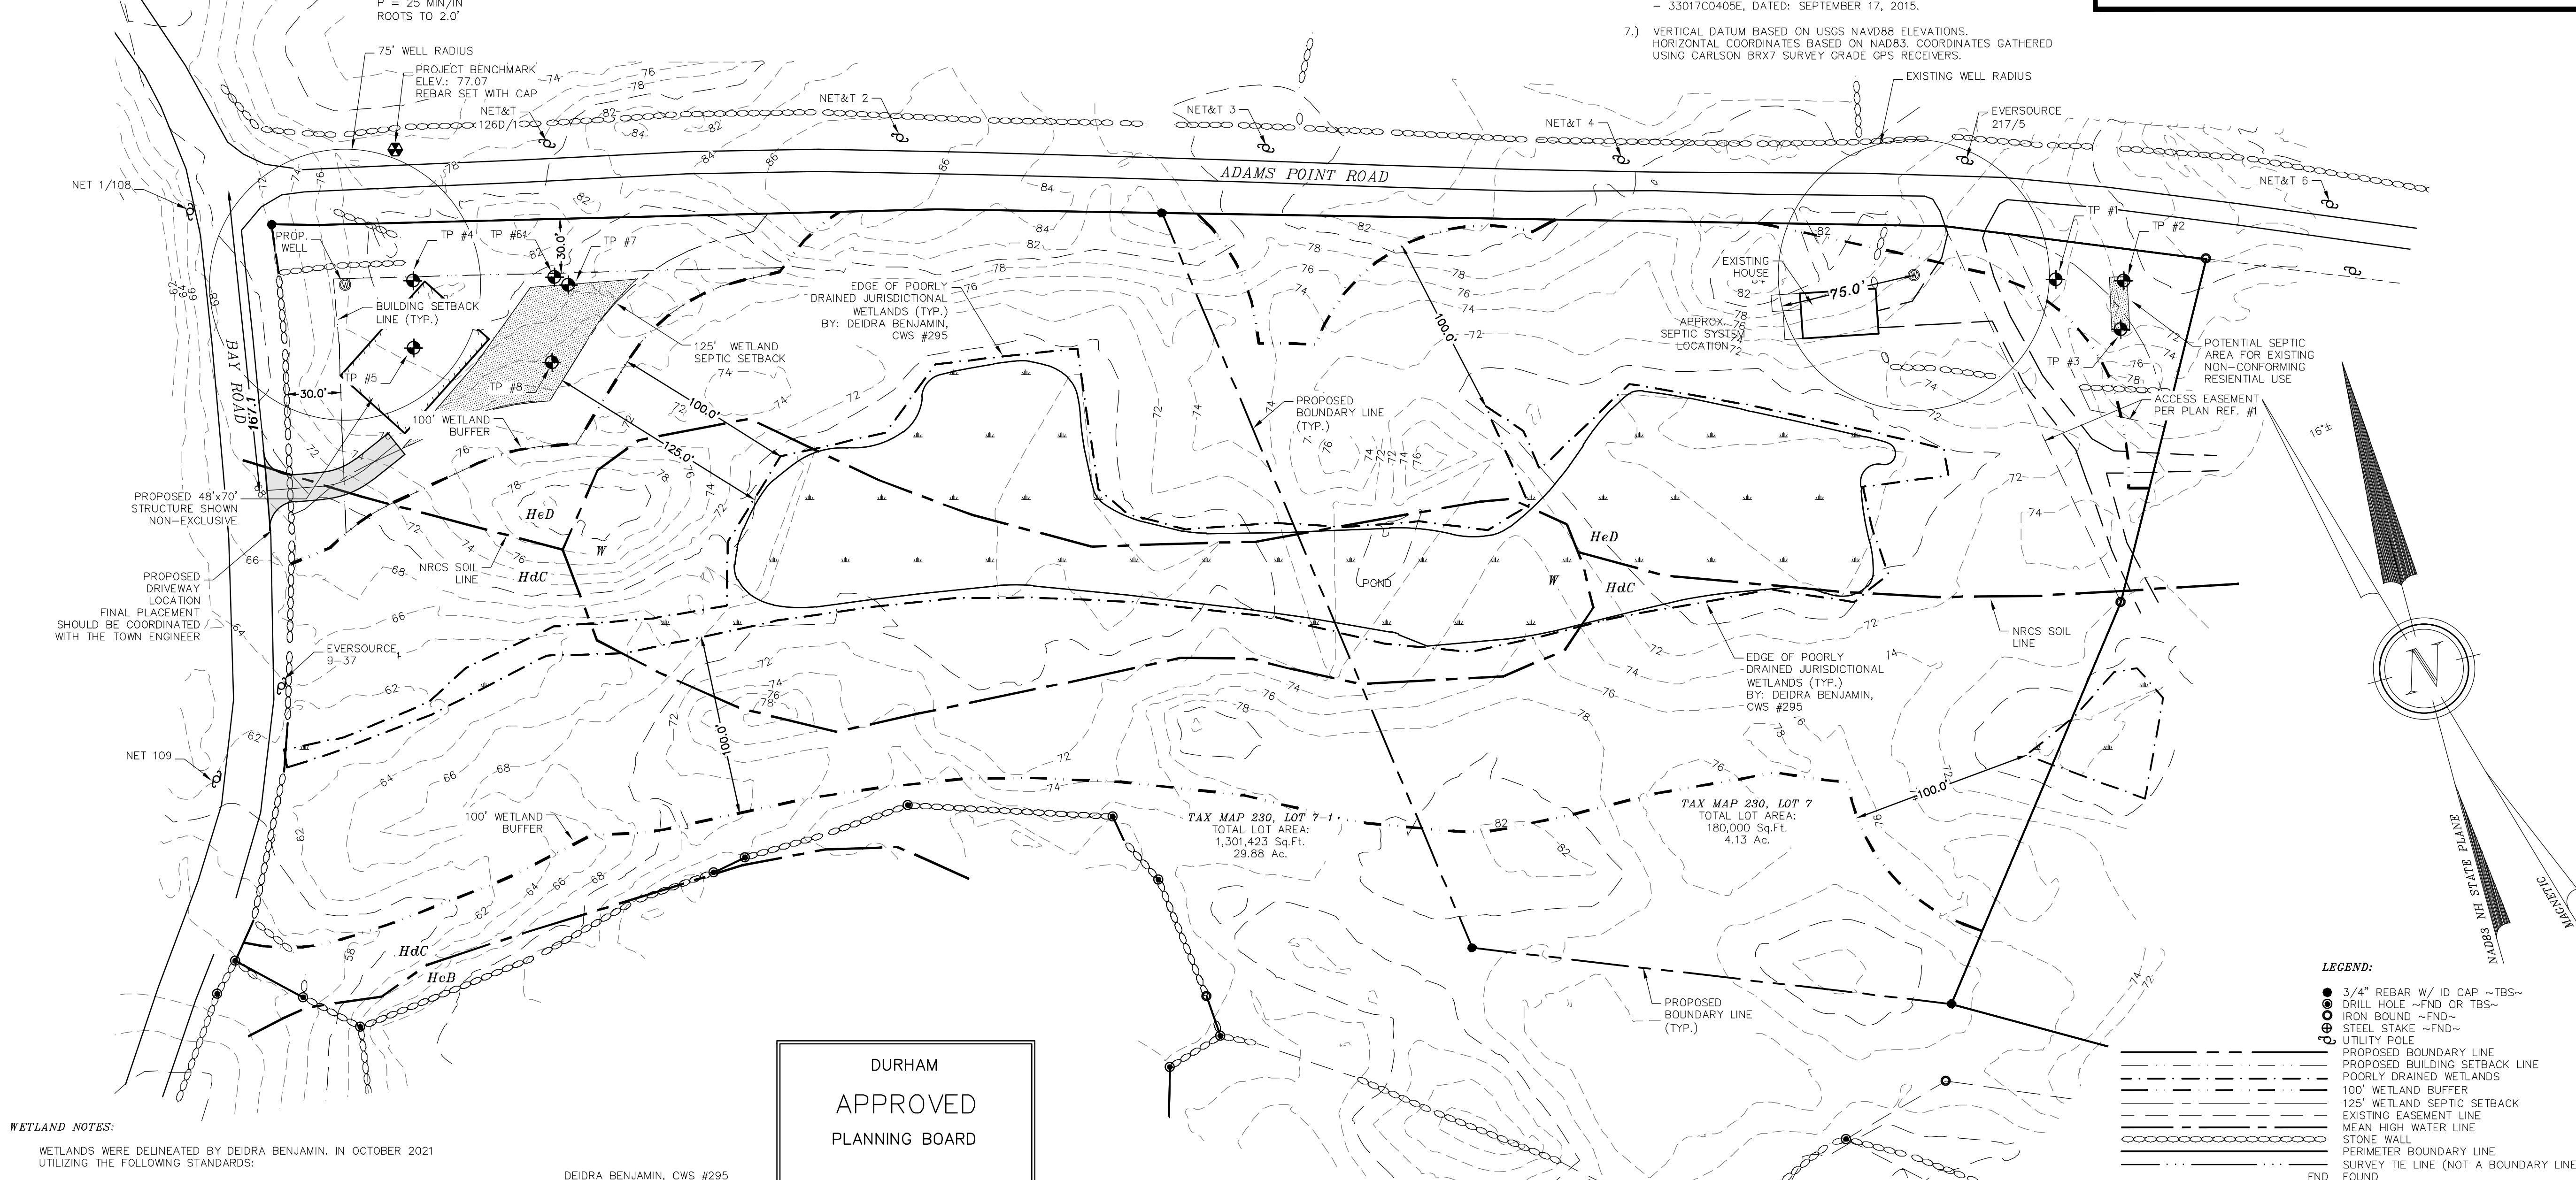 P = 25 MIN/IN
ROOTS TO 2.0'
75' WELL RADIUS
PROJECT BENCHMARK
ELEV.: 77.07
REBAR SET WITH CAP
NET&T
126D/1
NET&T 2
NET&T 3
NET&T 4
- 33017C0405E, DATED: SEPTEMBER 17, 2015.
7.) VERTICAL DATUM BASED ON USGS NAVD88 ELEVATIONS.
HORIZONTAL COORDINATES BASED ON NAD83. COORDINATES GATHERED
USING CARLSON BRX7 SURVEY GRADE GPS RECEIVERS.
EXISTING WELL RADIUS
EVERSOURCE
217/5
NET&T 6
NET 1/108
ADAMS POINT ROAD
BAY ROAD
167.1'
PROP.
WELL
TP #4
TP #6
TP #7
30.0'
BUILDING SETBACK
LINE (TYP.)
TP #5
TP #8
30.0'
125' WETLAND
SEPTIC SETBACK
100' WETLAND
BUFFER
100.0'
125.0'
EDGE OF POORLY
DRAINED JURISDICTIONAL
WETLANDS (TYP.)
BY: DEIDRA BENJAMIN,
CWS #295
PROPOSED
BOUNDARY LINE
(TYP.)
100.0'
EXISTING
HOUSE
75.0'
APPROX.
SEPTIC SYSTEM
LOCATION
TP #1
TP #2
TP #3
POTENTIAL SEPTIC
AREA FOR EXISTING
NON-CONFORMING
RESIENTIAL USE
ACCESS EASEMENT
PER PLAN REF. #1
16°±
PROPOSED 48'x70'
STRUCTURE SHOWN
NON-EXCLUSIVE
PROPOSED
DRIVEWAY
LOCATION
FINAL PLACEMENT
SHOULD BE COORDINATED
WITH THE TOWN ENGINEER
HeD
W
HdC
NRCS SOIL
LINE
POND
HeD
W
HdC
NRCS SOIL
LINE
EVERSOURCE
9-37
NET 109
EDGE OF POORLY
DRAINED JURISDICTIONAL
WETLANDS (TYP.)
BY: DEIDRA BENJAMIN,
CWS #295
100.0'
100.0'
100' WETLAND
BUFFER
TAX MAP 230, LOT 7-1
TOTAL LOT AREA:
1,301,423 Sq.Ft.
29.88 Ac.
TAX MAP 230, LOT 7
TOTAL LOT AREA:
180,000 Sq.Ft.
4.13 Ac.
HdC
HcB
PROPOSED
BOUNDARY LINE
(TYP.)
N
NAD83 NH STATE PLANE
MAGNETIC
LEGEND:
3/4" REBAR W/ ID CAP ~TBS~
DRILL HOLE ~FND OR TBS~
IRON BOUND ~FND~
STEEL STAKE ~FND~
UTILITY POLE
PROPOSED BOUNDARY LINE
PROPOSED BUILDING SETBACK LINE
POORLY DRAINED WETLANDS
100' WETLAND BUFFER
125' WETLAND SEPTIC SETBACK
EXISTING EASEMENT LINE
MEAN HIGH WATER LINE
STONE WALL
PERIMETER BOUNDARY LINE
SURVEY TIE LINE (NOT A BOUNDARY LINE
FND FOUND
DURHAM
APPROVED
PLANNING BOARD
WETLAND NOTES:
WETLANDS WERE DELINEATED BY DEIDRA BENJAMIN. IN OCTOBER 2021
UTILIZING THE FOLLOWING STANDARDS:
DEIDRA BENJAMIN, CWS #295